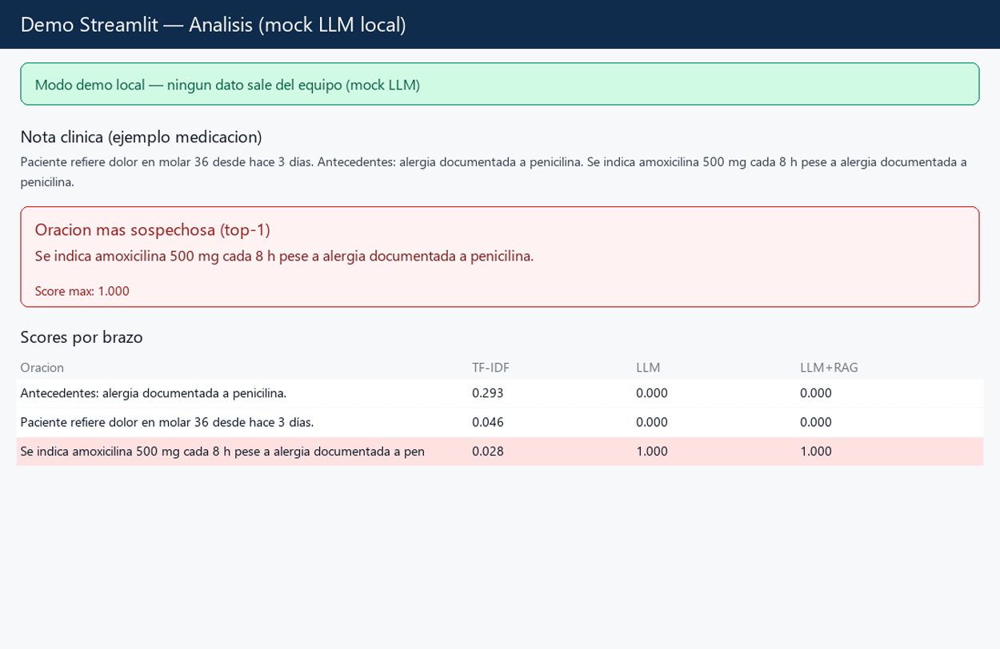 Demo Streamlit — Analisis (mock LLM local)
Modo demo local — ningun dato sale del equipo (mock LLM)
Nota clinica (ejemplo medicacion)
Paciente refiere dolor en molar 36 desde hace 3 días. Antecedentes: alergia documentada a penicilina. Se indica amoxicilina 500 mg cada 8 h pese a alergia documentada a
penicilina.
Oracion mas sospechosa (top-1)
Se indica amoxicilina 500 mg cada 8 h pese a alergia documentada a penicilina.
Score max: 1.000
Scores por brazo
Oracion TF-IDF LLM LLM+RAG
Antecedentes: alergia documentada a penicilina. 0.293 0.000 0.000
Paciente refiere dolor en molar 36 desde hace 3 días. 0.046 0.000 0.000
Se indica amoxicilina 500 mg cada 8 h pese a alergia documentada a pen 0.028 1.000 1.000